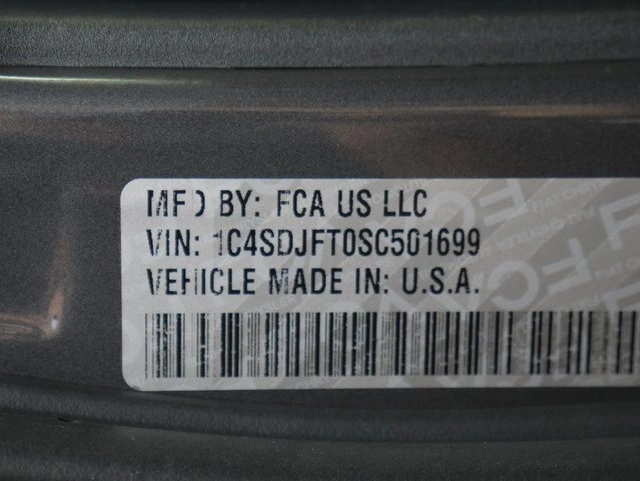 MFD BY: FCA US LLC
VIN: 1C4SDJFT0SC501699
VEHICLE MADE IN: U.S.A.